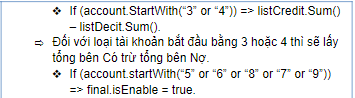 ❖ If (account.StartWith(“3” or “4”)) => listCredit.Sum()
– listDecit.Sum().
⇨ Đối với loại tài khoản bắt đầu bằng 3 hoặc 4 thì sẽ lấy
tổng bên Có trừ tổng bên Nợ.
❖ If (account.startWith(“5” or “6” or “8” or “7” or “9”))
=> final.isEnable = true.